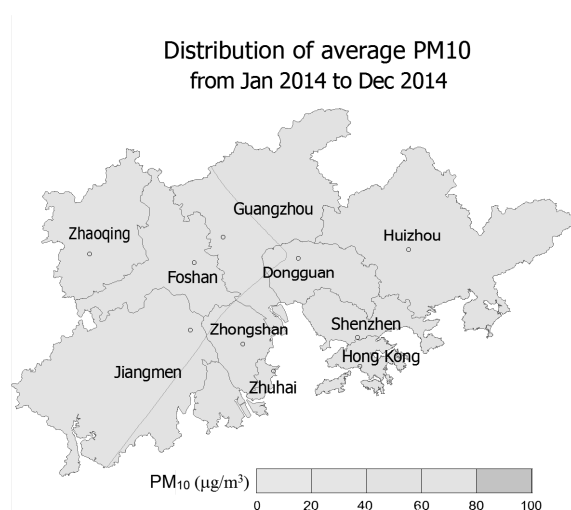 Distribution of average PM10
from Jan 2014 to Dec 2014
Guangzhou
Zhaoqing
Huizhou
Foshan
Dongguan
Shenzhen
Zhongshan
Hong Kong
Jiangmen
Zhuhai
PM₁₀ (μg/m³)
0 20 40 60 80 100